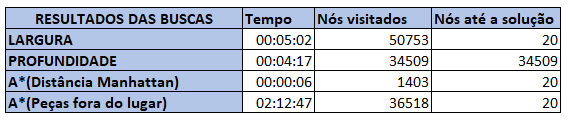 RESULTADOS DAS BUSCAS Tempo Nós visitados Nós até a solução
LARGURA 00:05:02 50753 20
PROFUNDIDADE 00:04:17 34509 34509
A*(Distância Manhattan) 00:00:06 1403 20
A*(Peças fora do lugar) 02:12:47 36518 20